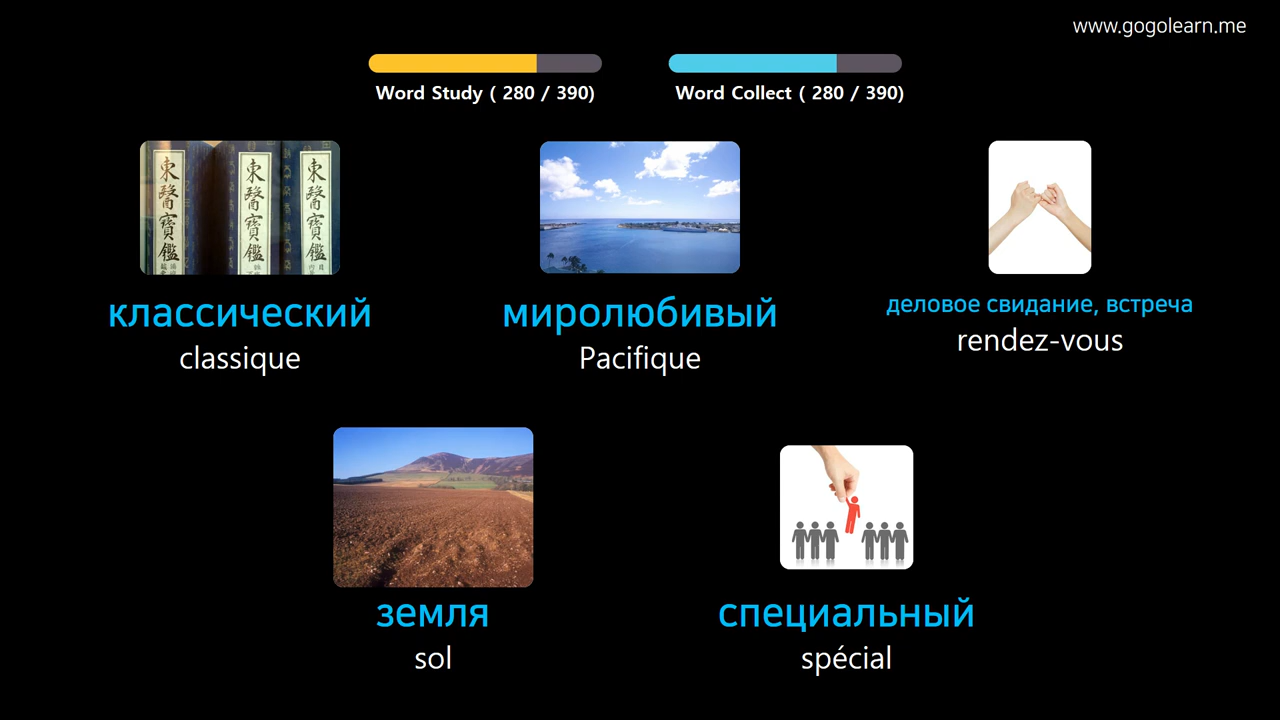 www.gogolearn.me
Word Study ( 280 / 390)
Word Collect ( 280 / 390)
東醫寶鑑
東醫寶鑑
東醫寶鑑
классический
classique
миролюбивый
Pacifique
деловое свидание, встреча
rendez-vous
земля
sol
специальный
spécial